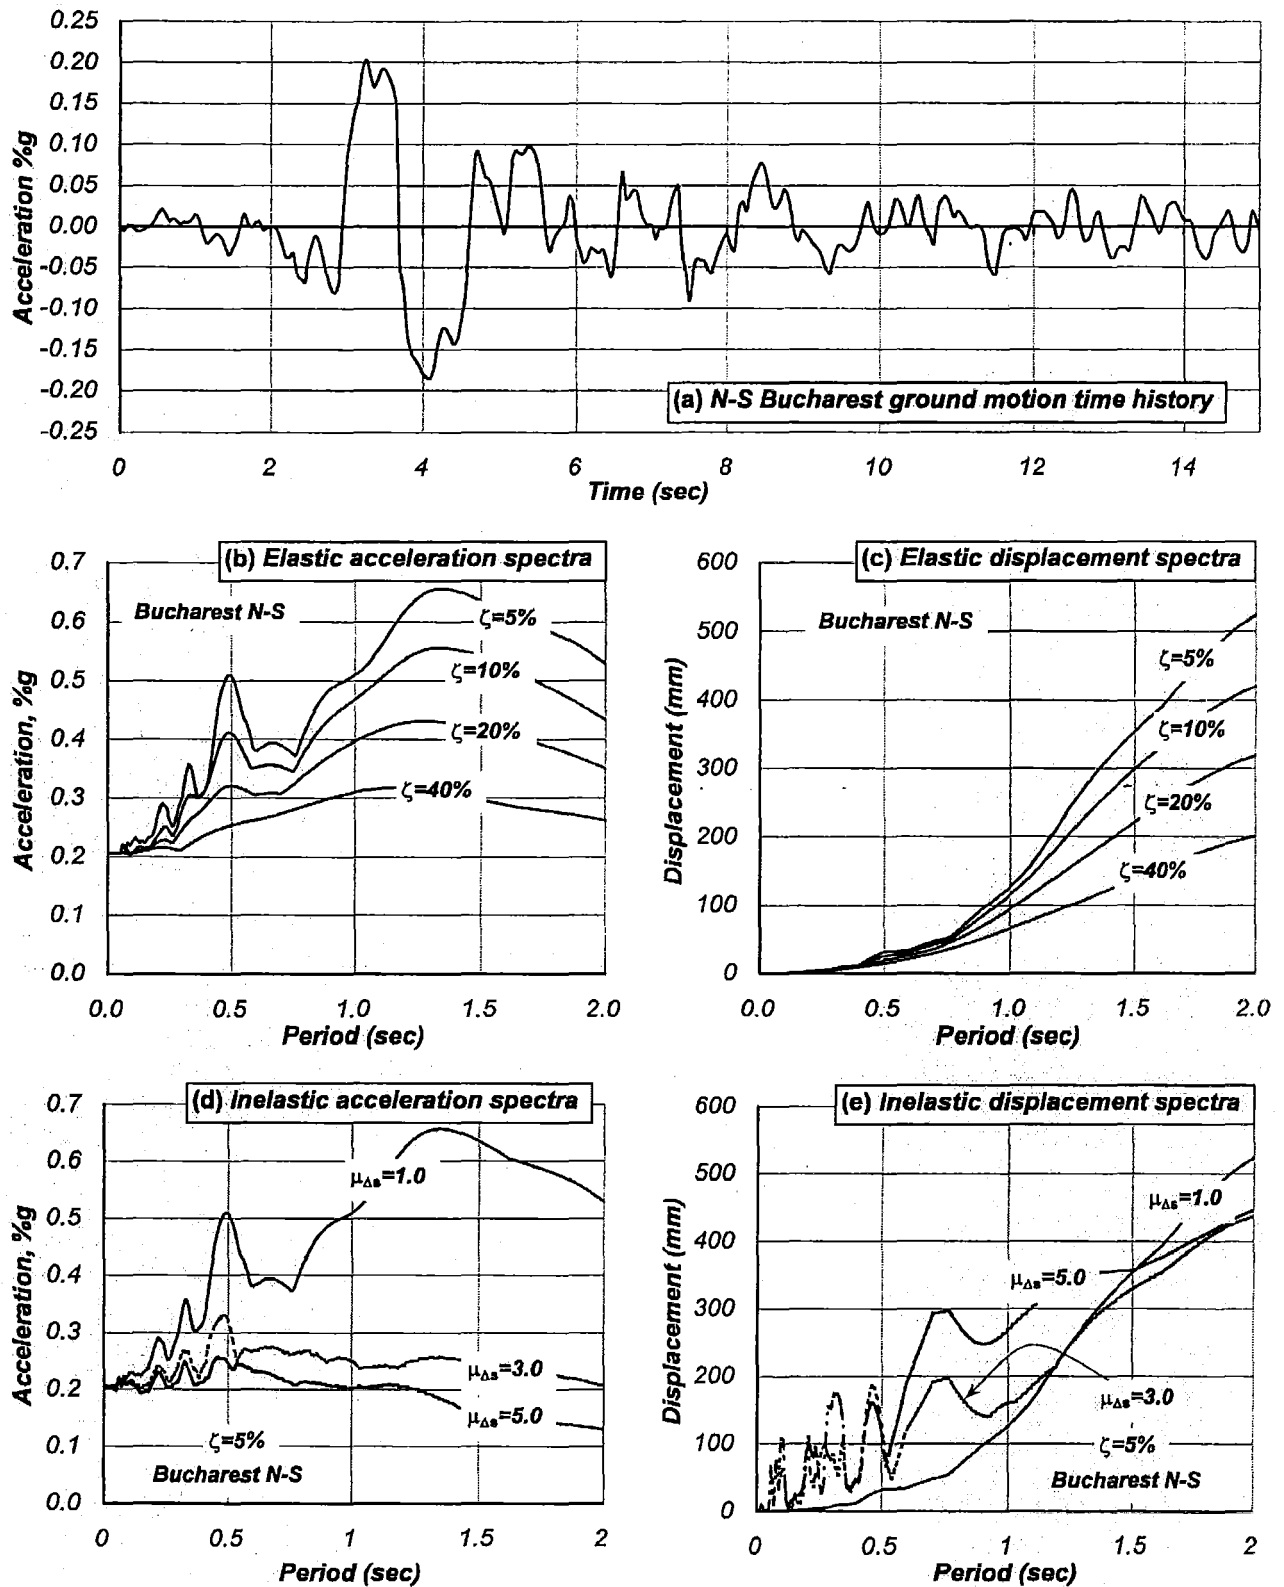 0.25
0.20
0.15
0.10
0.05
0.00
-0.05
-0.10
-0.15
-0.20
-0.25
Acceleration %g
(a) N-S Bucharest ground motion time history
0 2 4 6 8 10 12 14
Time (sec)
(b) Elastic acceleration spectra
0.7
0.6
0.5
0.4
0.3
0.2
0.1
0.0
Acceleration, %g
Bucharest N-S
ζ=5%
ζ=10%
ζ=20%
ζ=40%
0.0 0.5 1.0 1.5 2.0
Period (sec)
(c) Elastic displacement spectra
600
500
400
300
200
100
0
Displacement (mm)
Bucharest N-S
ζ=5%
ζ=10%
ζ=20%
ζ=40%
0.0 0.5 1.0 1.5 2.0
Period (sec)
(d) Inelastic acceleration spectra
0.7
0.6
0.5
0.4
0.3
0.2
0.1
0.0
Acceleration, %g
μΔs=1.0
μΔs=3.0
μΔs=5.0
ζ=5%
Bucharest N-S
0 0.5 1 1.5 2
Period (sec)
(e) Inelastic displacement spectra
600
500
400
300
200
100
0
Displacement (mm)
μΔs=1.0
μΔs=5.0
μΔs=3.0
ζ=5%
Bucharest N-S
0 0.5 1 1.5 2
Period (sec)